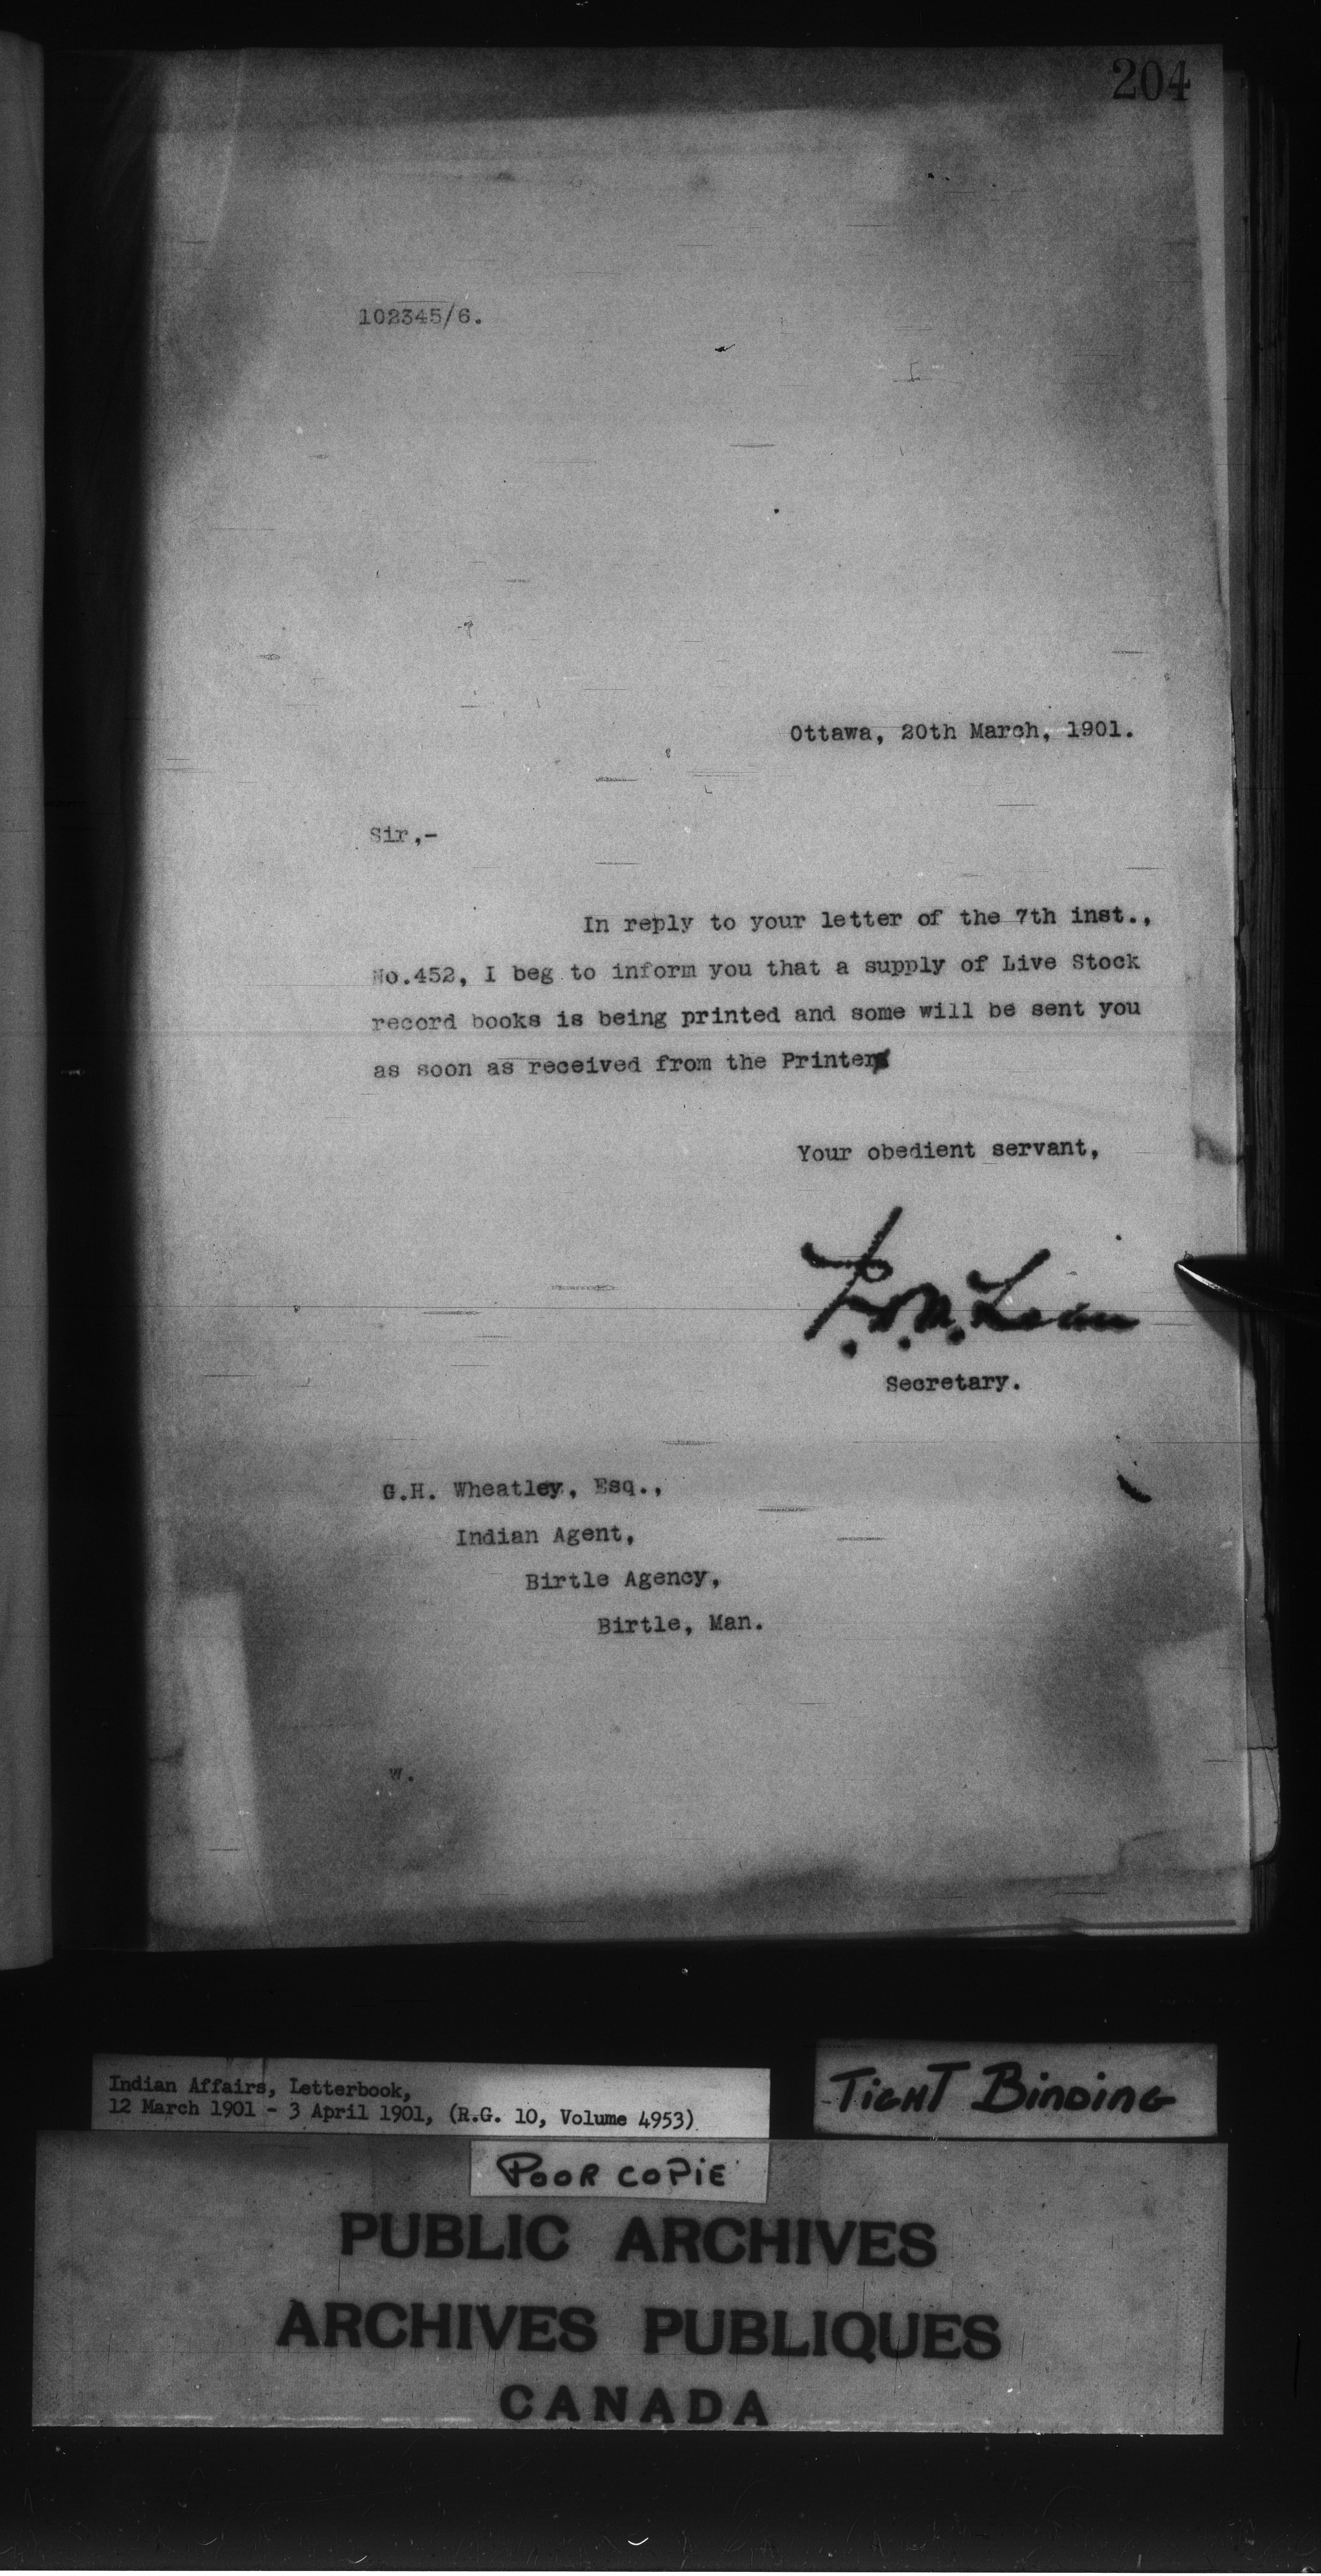 204
102345/6.
Ottawa, 20th March, 1901.
Sir,-
In reply to your letter of the 7th inst.,
No.452, I beg to inform you that a supply of Live Stock
record books is being printed and some will be sent you
as soon as received from the Printer
Your obedient servant,
Secretary.
G.H. Wheatley, Esq.,
Indian Agent,
Birtle Agency,
Birtle, Man.
W.
Indian Affairs, Letterbook,
12 March 1901 - 3 April 1901, (R.G. 10, Volume 4953)
TIGHT BINDING
POOR COPIE
PUBLIC ARCHIVES
ARCHIVES PUBLIQUES
CANADA